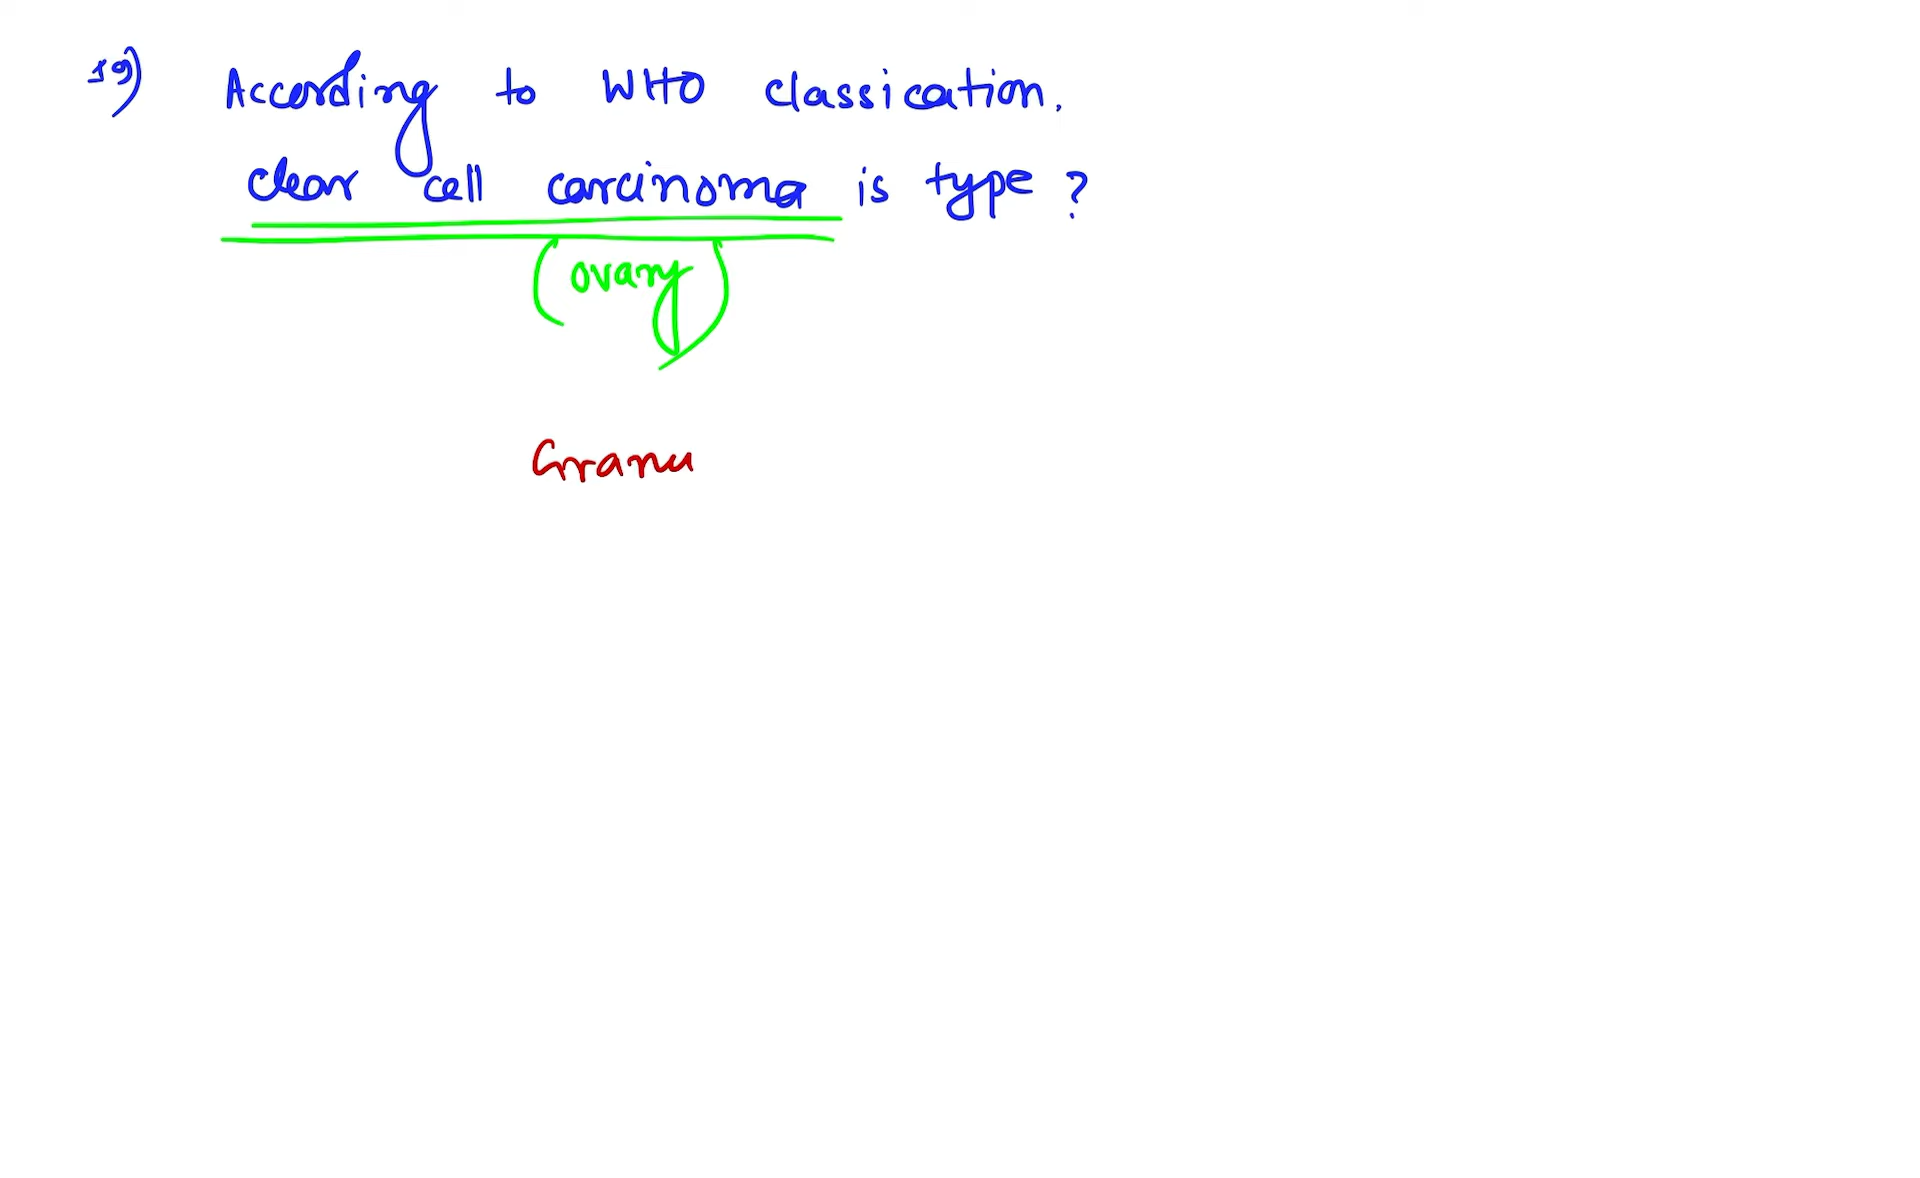 19) According to WHO classication.
clear cell carcinoma is type ?
(ovary)
Granu